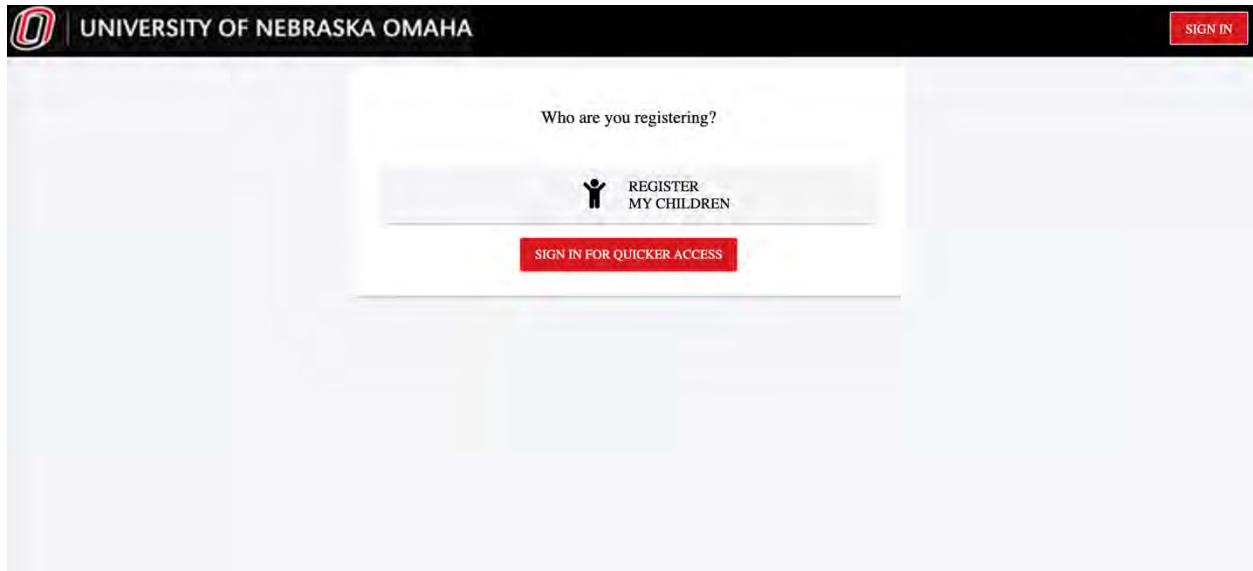 UNIVERSITY OF NEBRASKA OMAHA
SIGN IN
Who are you registering?
REGISTER
MY CHILDREN
SIGN IN FOR QUICKER ACCESS